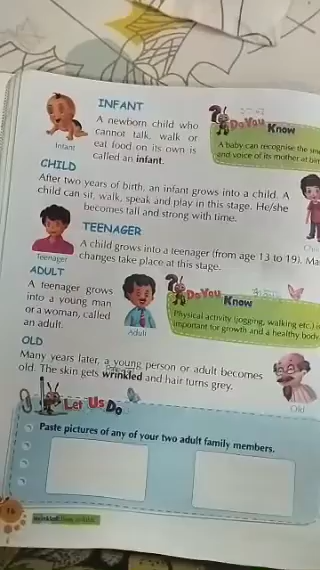 INFANT
A newborn child who
cannot talk, walk or
eat food on its own is
called an infant.
Infant
Do You Know
A baby can recognise the
and voice of its mother at
CHILD
After two years of birth, an infant grows into a child. A
child can sit, walk, speak and play in this stage. He/she
becomes tall and strong with time.
TEENAGER
A child grows into a teenager (from age 13 to 19).
changes take place at this stage.
Teenager
ADULT
A teenager grows
into a young man
or a woman, called
an adult.
Adult
Do You Know
Physical activity (jogging, walking etc.)
important for growth and a healthy body
OLD
Many years later, a young person or adult becomes
old. The skin gets wrinkled and hair turns grey.
Old
Let Us Do
Paste pictures of any of your two adult family members.
16